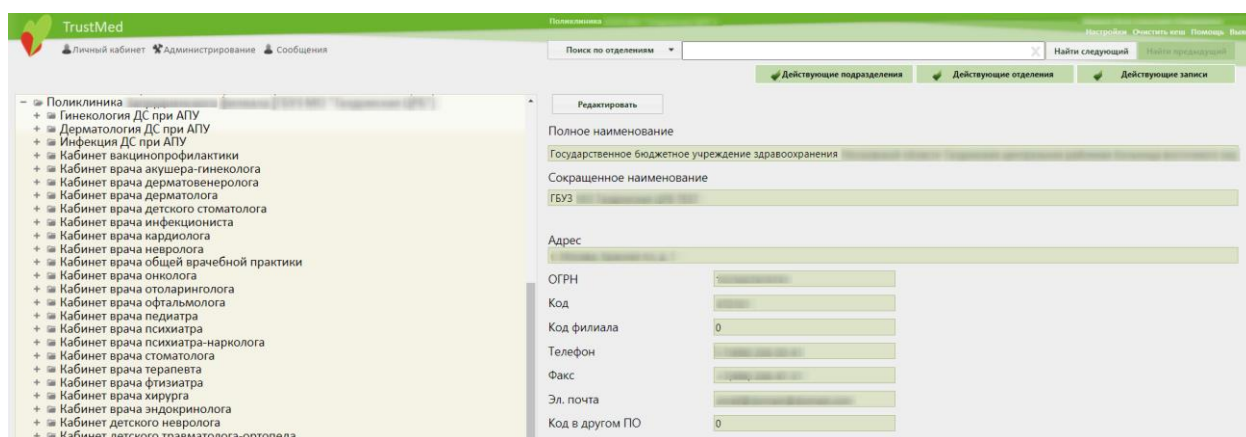 TrustMed
Поликлиника
Настройки Очистить кеш Помощь
Личный кабинет Администрирование Сообщения
Поиск по отделениям
Найти следующий
Найти предыдущий
Действующие подразделения
Действующие отделения
Действующие записи
Поликлиника
Гинекология ДС при АПУ
Дерматология ДС при АПУ
Инфекция ДС при АПУ
Кабинет вакцинопрофилактики
Кабинет врача акушера-гинеколога
Кабинет врача дерматовенеролога
Кабинет врача дерматолога
Кабинет врача детского стоматолога
Кабинет врача инфекциониста
Кабинет врача кардиолога
Кабинет врача невролога
Кабинет врача общей врачебной практики
Кабинет врача онколога
Кабинет врача отоларинголога
Кабинет врача офтальмолога
Кабинет врача педиатра
Кабинет врача психиатра
Кабинет врача психиатра-нарколога
Кабинет врача стоматолога
Кабинет врача терапевта
Кабинет врача фтизиатра
Кабинет врача хирурга
Кабинет врача эндокринолога
Кабинет детского невролога
Кабинет детского травматолога-ортопеда
Редактировать
Полное наименование
Государственное бюджетное учреждение здравоохранения
Сокращенное наименование
ГБУЗ
Адрес
ОГРН
Код
Код филиала 0
Телефон
Факс
Эл. почта
Код в другом ПО 0